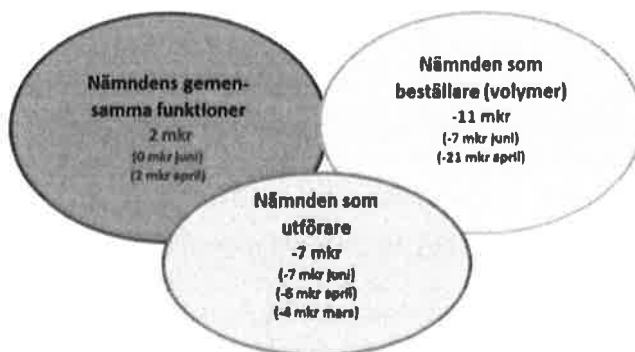 Nämndens gemen-
samma funktioner
2 mkr
(0 mkr juni)
(2 mkr april)
Nämnden som
beställare (volymer)
-11 mkr
(-7 mkr juni)
(-21 mkr april)
Nämnden som
utförare
-7 mkr
(-7 mkr juni)
(-6 mkr april)
(-4 mkr mars)